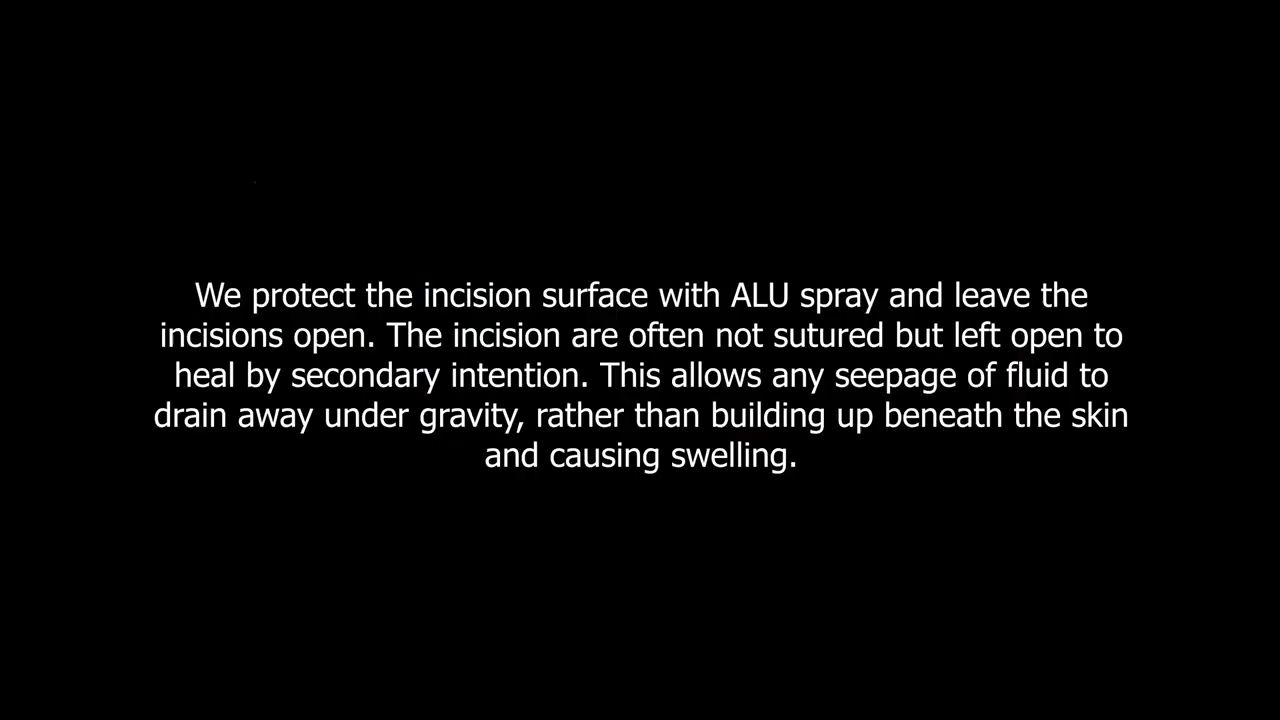 We protect the incision surface with ALU spray and leave the
incisions open. The incision are often not sutured but left open to
heal by secondary intention. This allows any seepage of fluid to
drain away under gravity, rather than building up beneath the skin
and causing swelling.